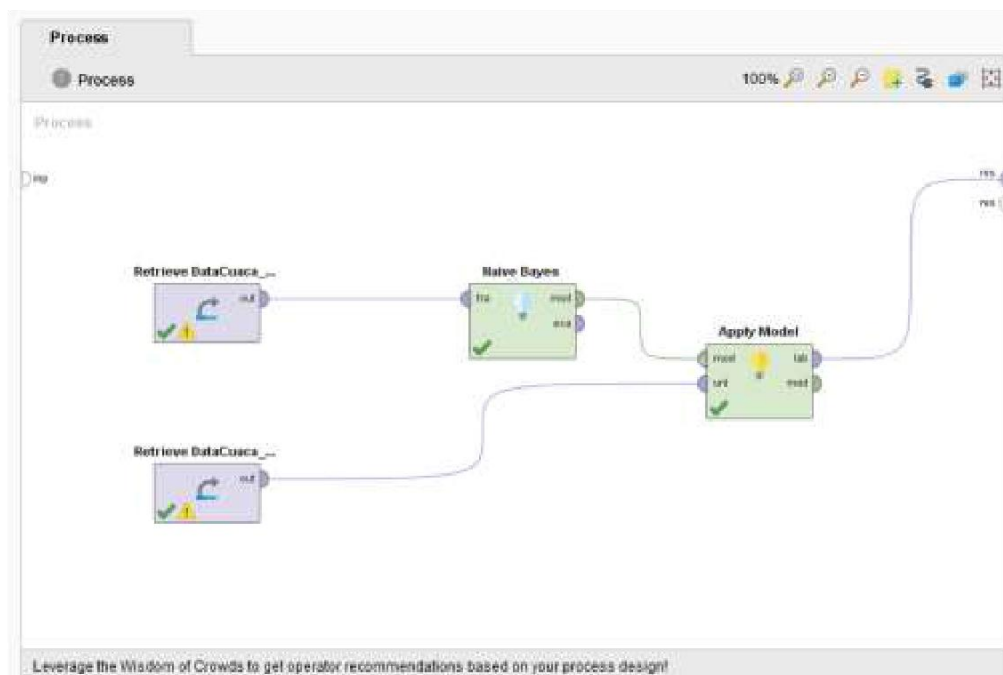 Process
Process
100%
Process
inp
res
res
Retrieve DataCuaca_...
out
Naive Bayes
tra
mod
exa
Apply Model
mod
lab
unl
mod
Retrieve DataCuaca_...
out
Leverage the Wisdom of Crowds to get operator recommendations based on your process design!